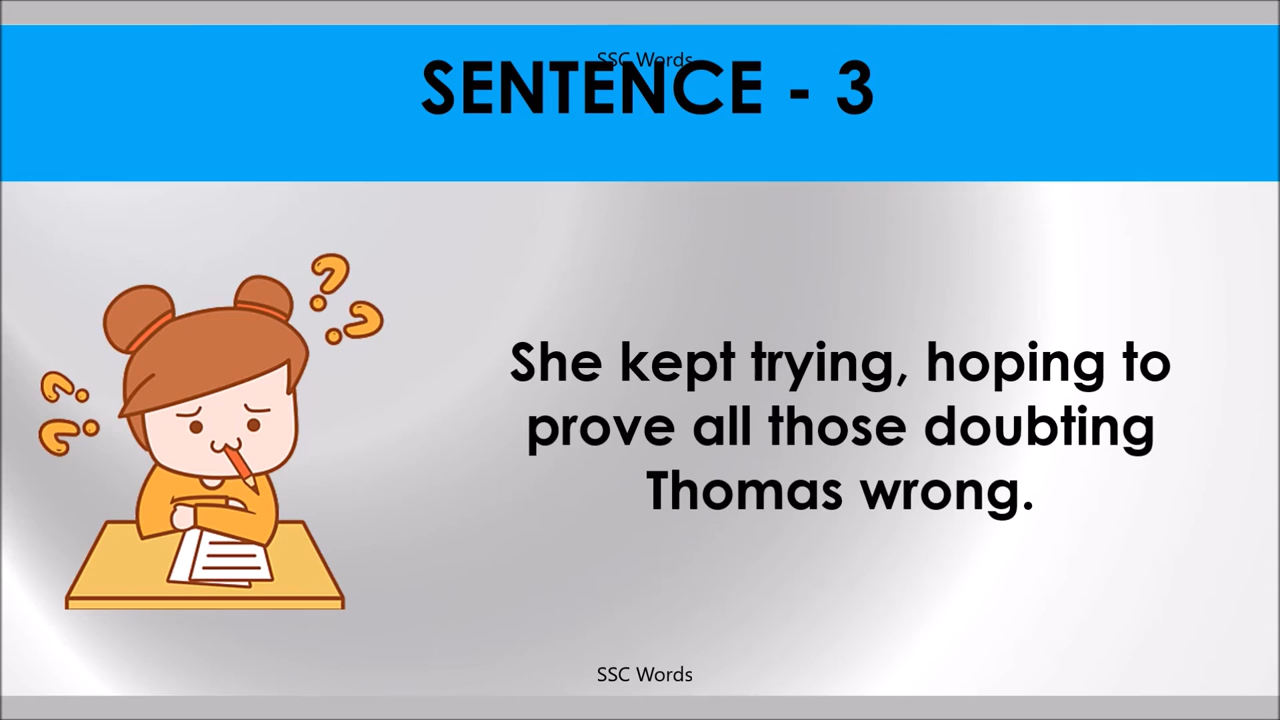 SSC Words
SENTENCE - 3
She kept trying, hoping to
prove all those doubting
Thomas wrong.
SSC Words